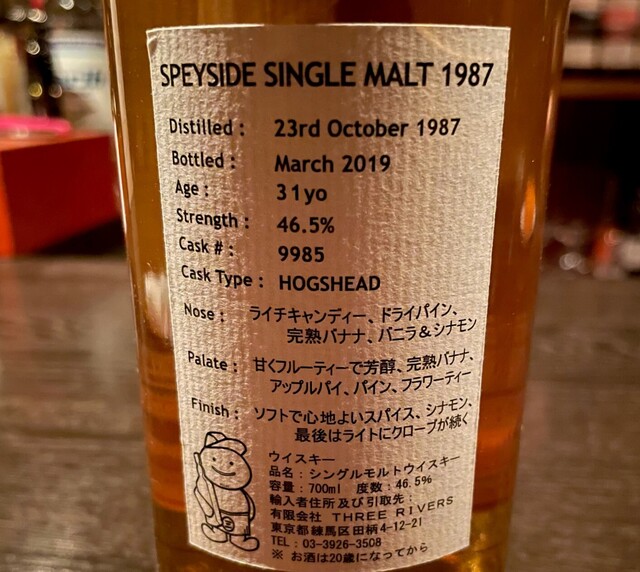 SPEYSIDE SINGLE MALT 1987
Distilled : 23rd October 1987
Bottled : March 2019
Age : 31yo
Strength : 46.5%
Cask # : 9985
Cask Type : HOGSHEAD
Nose : ライチキャンディー、ドライパイン、
完熟バナナ、バニラ＆シナモン
Palate : 甘くフルーティーで芳醇、完熟バナナ、
アップルパイ、パイン、フラワーティー
Finish : ソフトで心地よいスパイス、シナモン、
最後はライトにクローブが続く
ウイスキー
品名：シングルモルトウイスキー
容量：700ml 度数：46.5%
輸入者住所及び引取先：
有限会社 THREE RIVERS
東京都練馬区田柄4-12-21
TEL : 03-3926-3508
※ お酒は20歳になってから